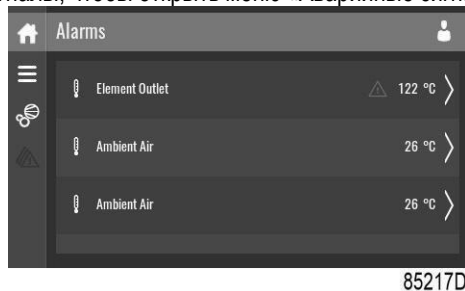 Alarms
Element Outlet 122 °C
Ambient Air 26 °C
Ambient Air 26 °C
85217D